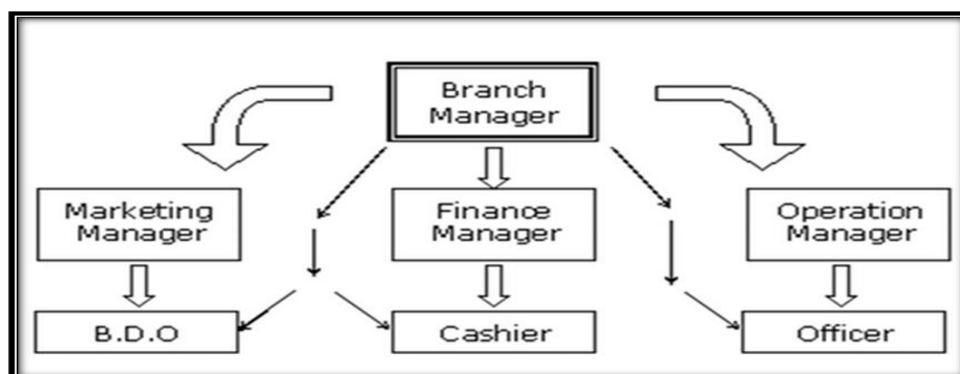 Branch
Manager
Marketing
Manager
Finance
Manager
Operation
Manager
B.D.O
Cashier
Officer